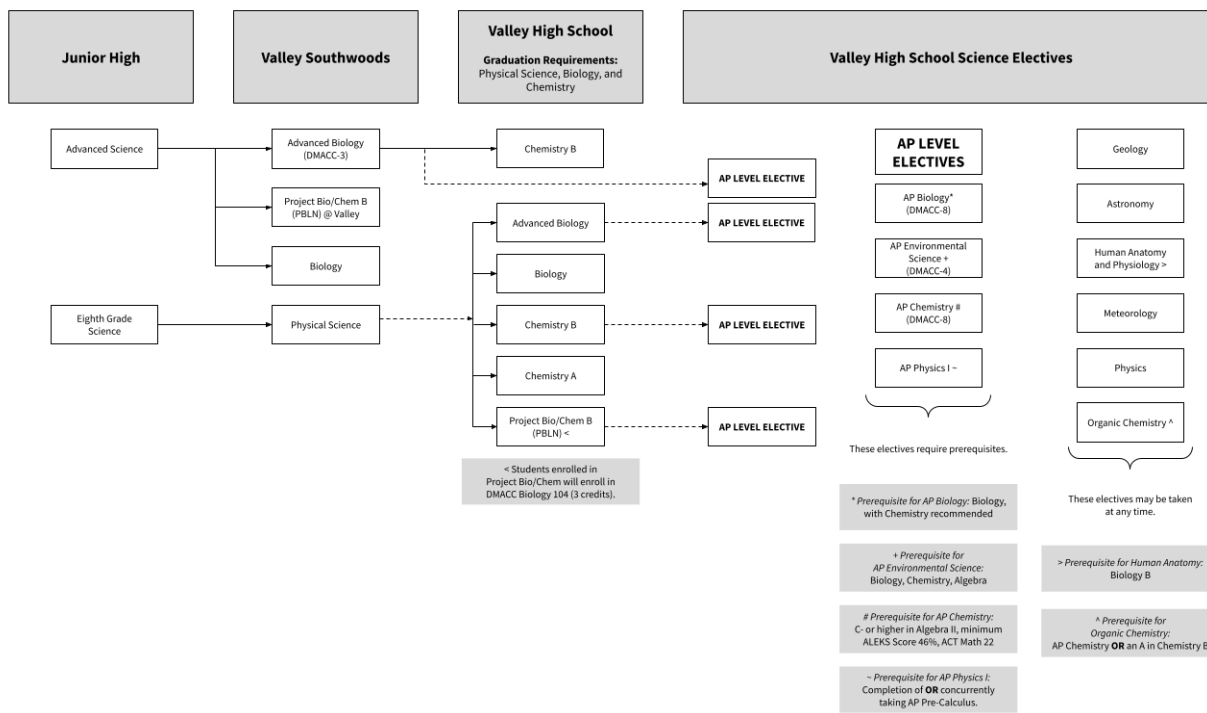 Junior High
Valley Southwoods
Valley High School
Graduation Requirements:
Physical Science, Biology, and
Chemistry
Valley High School Science Electives
Advanced Science
Advanced Biology
(DMACC-3)
Project Bio/Chem B
(PBLN) @ Valley
Biology
Eighth Grade
Science
Physical Science
Chemistry B
Advanced Biology
Biology
Chemistry B
Chemistry A
Project Bio/Chem B
(PBLN) <
< Students enrolled in
Project Bio/Chem will enroll in
DMACC Biology 104 (3 credits).
AP LEVEL ELECTIVE
AP LEVEL ELECTIVE
AP LEVEL ELECTIVE
AP LEVEL ELECTIVE
AP LEVEL
ELECTIVES
AP Biology*
(DMACC-8)
AP Environmental
Science +
(DMACC-4)
AP Chemistry #
(DMACC-8)
AP Physics I ~
These electives require prerequisites.
* Prerequisite for AP Biology: Biology,
with Chemistry recommended
+ Prerequisite for
AP Environmental Science:
Biology, Chemistry, Algebra
# Prerequisite for AP Chemistry:
C- or higher in Algebra II, minimum
ALEKS Score 46%, ACT Math 22
~ Prerequisite for AP Physics I:
Completion of OR concurrently
taking AP Pre-Calculus.
Geology
Astronomy
Human Anatomy
and Physiology >
Meteorology
Physics
Organic Chemistry ^
These electives may be taken
at any time.
> Prerequisite for Human Anatomy:
Biology B
^ Prerequisite for
Organic Chemistry:
AP Chemistry OR an A in Chemistry B